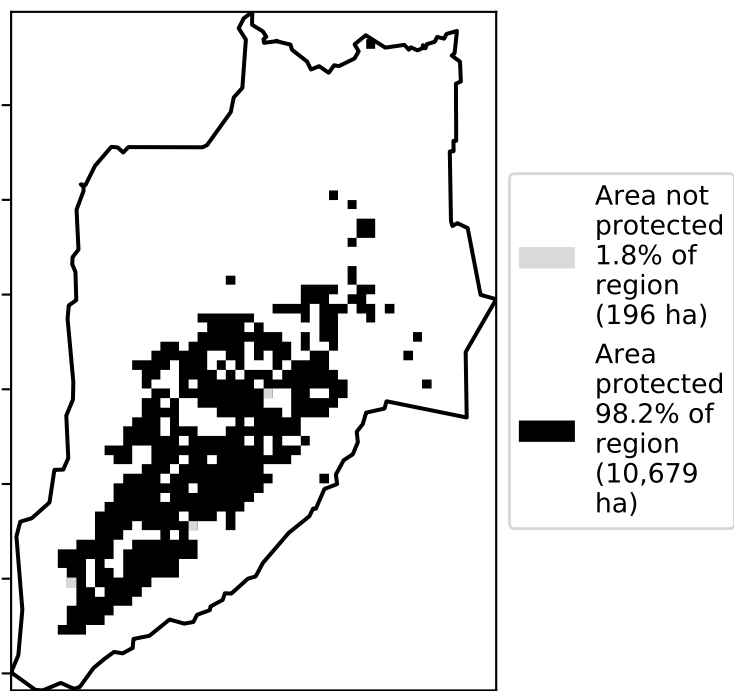 Area not
protected
1.8% of
region
(196 ha)
Area
protected
98.2% of
region
(10,679
ha)